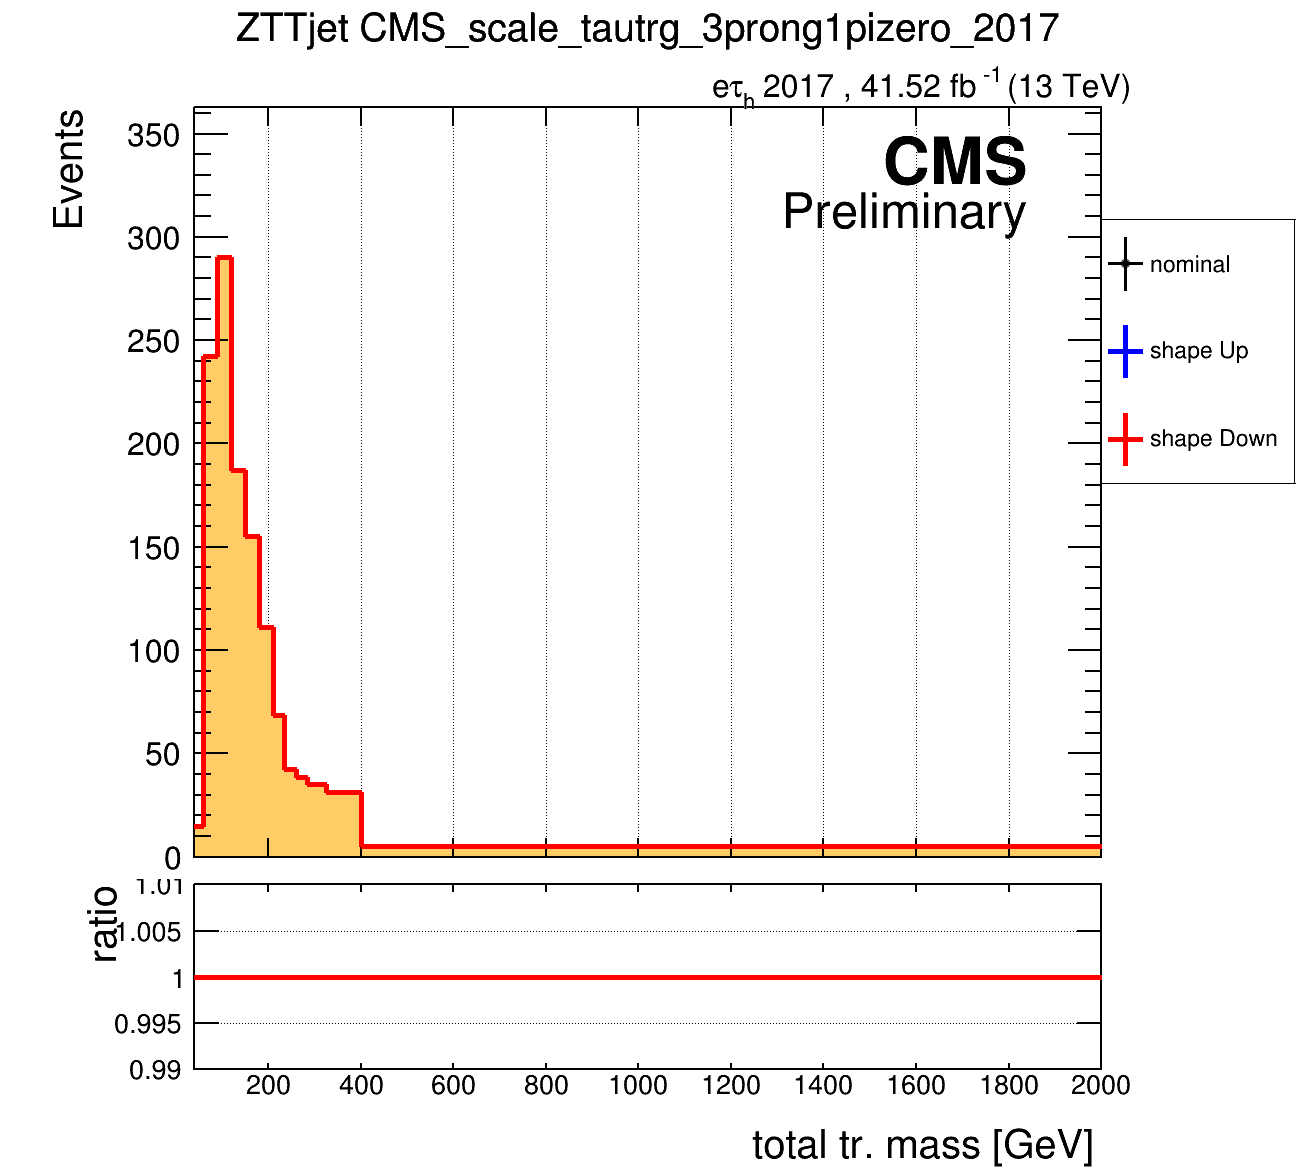 ZTTjet CMS_scale_tautrg_3prong1pizero_2017
eτh 2017 , 41.52 fb -1 (13 TeV)
Events
350
300
250
200
150
100
50
0
CMS
Preliminary
nominal
shape Up
shape Down
ratio
1.01
1.005
1
0.995
0.99
200 400 600 800 1000 1200 1400 1600 1800 2000
total tr. mass [GeV]